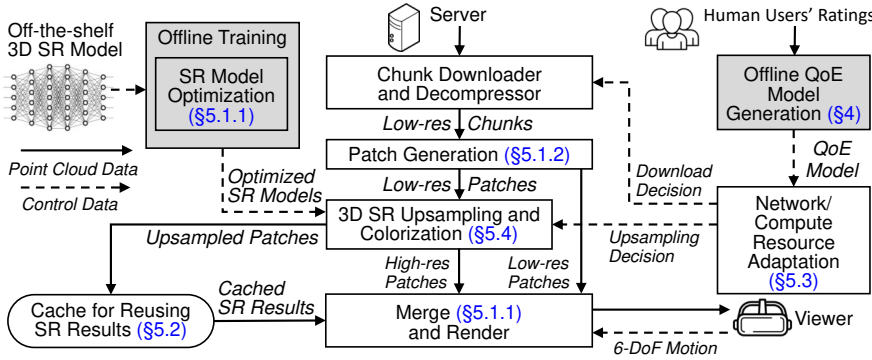 Off-the-shelf
3D SR Model
Offline Training
SR Model
Optimization
(§5.1.1)
Point Cloud Data
Control Data
Optimized
SR Models
Server
Chunk Downloader
and Decompressor
Low-res Chunks
Patch Generation (§5.1.2)
Low-res Patches
3D SR Upsampling and
Colorization (§5.4)
Upsampled Patches
High-res
Patches
Low-res
Patches
Cache for Reusing
SR Results (§5.2)
Cached
SR Results
Merge (§5.1.1)
and Render
Human Users' Ratings
Offline QoE
Model
Generation (§4)
QoE
Model
Download
Decision
Upsampling
Decision
Network/
Compute
Resource
Adaptation
(§5.3)
Viewer
6-DoF Motion